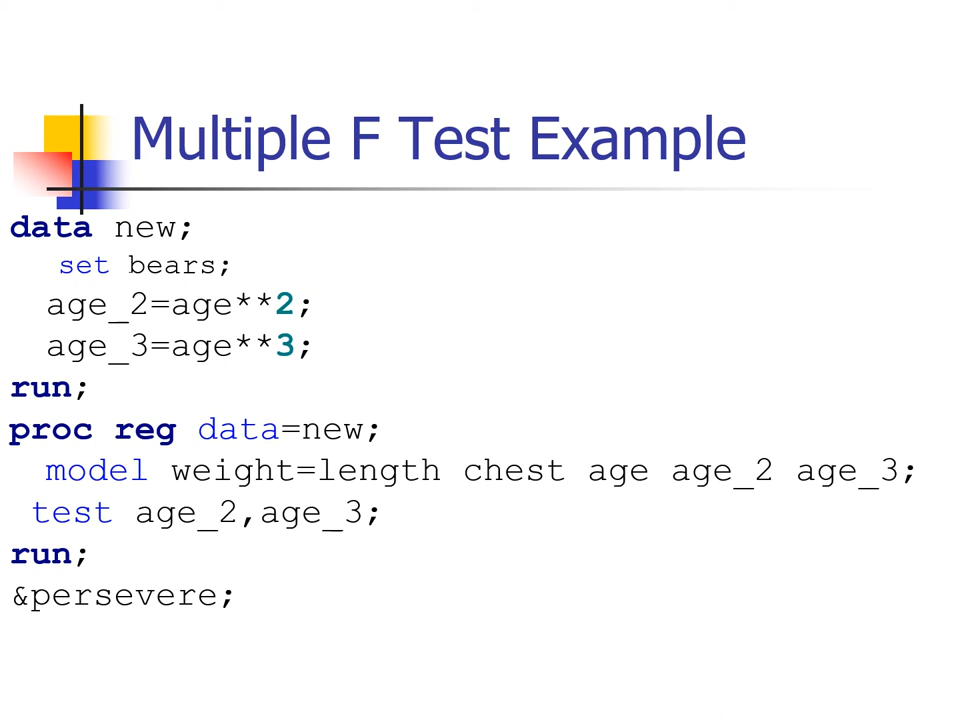 Multiple F Test Example
data new;
set bears;
age_2=age**2;
age_3=age**3;
run;
proc reg data=new;
model weight=length chest age age_2 age_3;
test age_2,age_3;
run;
&persevere;